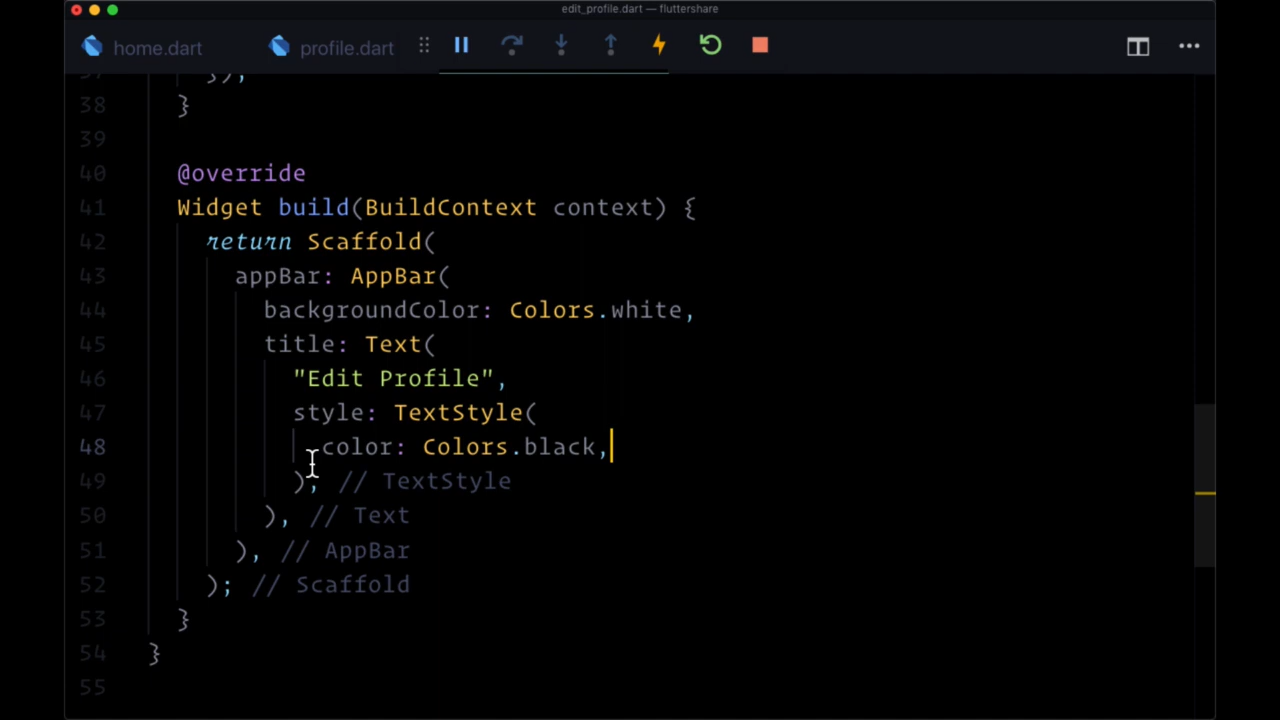 edit_profile.dart — fluttershare
home.dart profile.dart
37 });
38 }
39
40 @override
41 Widget build(BuildContext context) {
42 return Scaffold(
43 appBar: AppBar(
44 backgroundColor: Colors.white,
45 title: Text(
46 "Edit Profile",
47 style: TextStyle(
48 color: Colors.black,
49 ), // TextStyle
50 ), // Text
51 ), // AppBar
52 ); // Scaffold
53 }
54 }
55